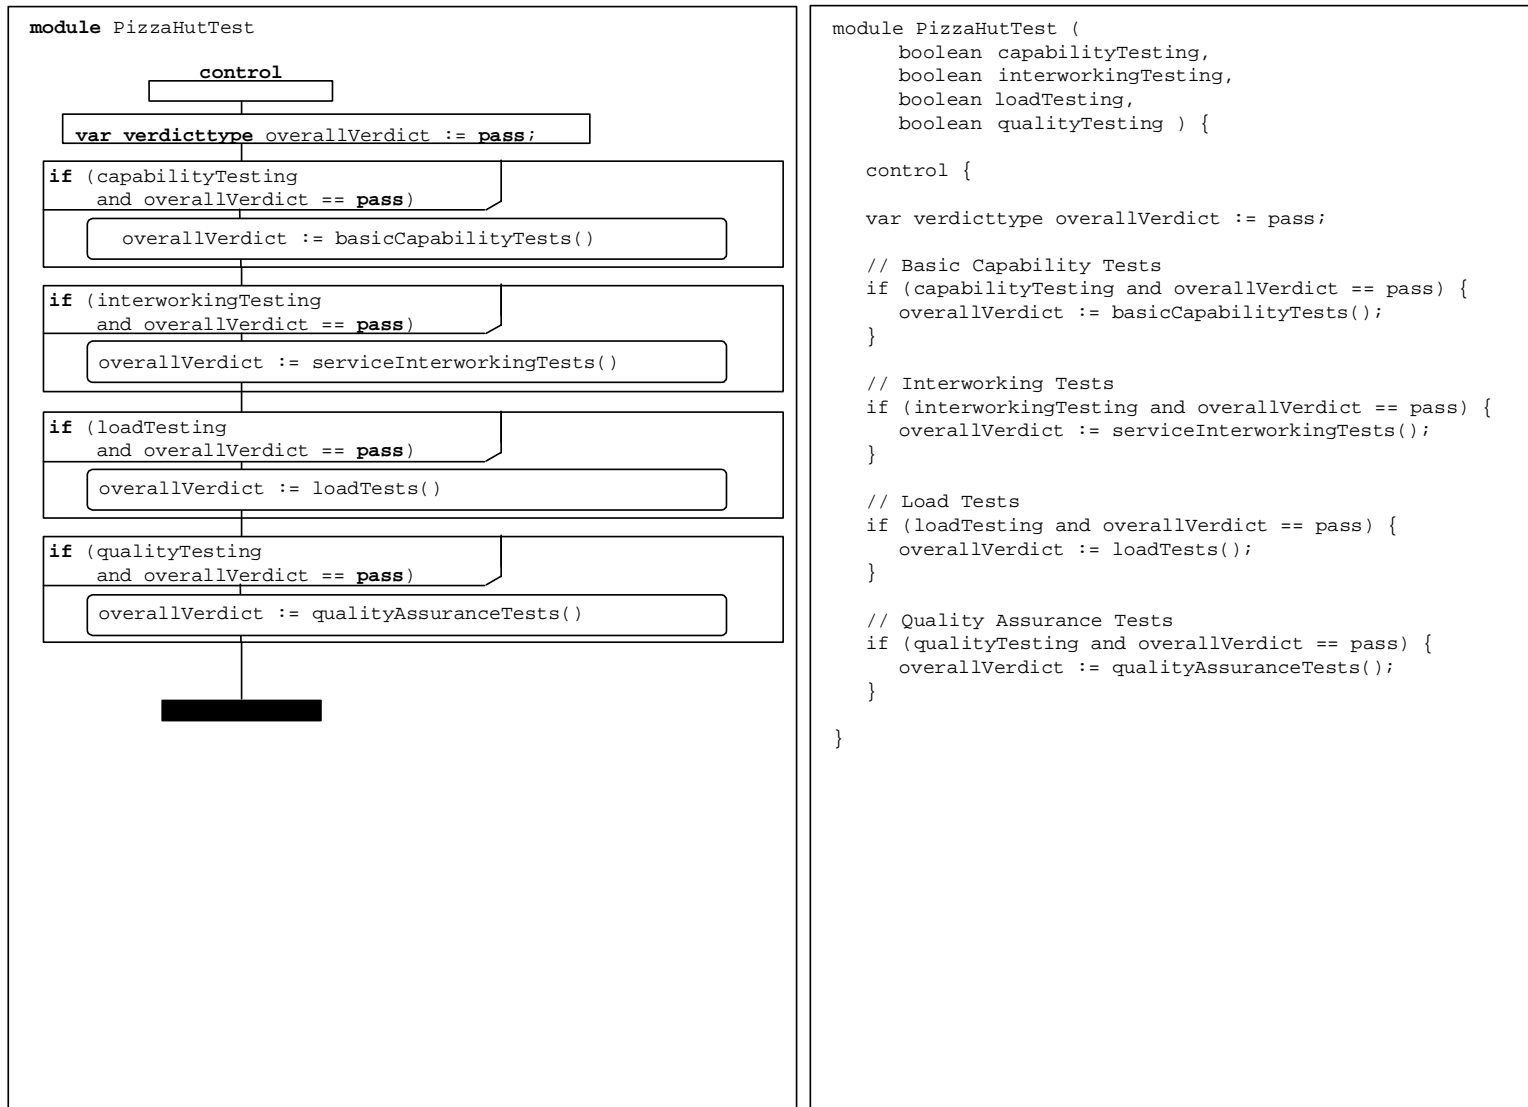 module PizzaHutTest
control
var verdicttype overallVerdict := pass;
if (capabilityTesting
and overallVerdict == pass)
overallVerdict := basicCapabilityTests()
if (interworkingTesting
and overallVerdict == pass)
overallVerdict := serviceInterworkingTests()
if (loadTesting
and overallVerdict == pass)
overallVerdict := loadTests()
if (qualityTesting
and overallVerdict == pass)
overallVerdict := qualityAssuranceTests()
module PizzaHutTest (
boolean capabilityTesting,
boolean interworkingTesting,
boolean loadTesting,
boolean qualityTesting ) {
control {
var verdicttype overallVerdict := pass;
// Basic Capability Tests
if (capabilityTesting and overallVerdict == pass) {
overallVerdict := basicCapabilityTests();
}
// Interworking Tests
if (interworkingTesting and overallVerdict == pass) {
overallVerdict := serviceInterworkingTests();
}
// Load Tests
if (loadTesting and overallVerdict == pass) {
overallVerdict := loadTests();
}
// Quality Assurance Tests
if (qualityTesting and overallVerdict == pass) {
overallVerdict := qualityAssuranceTests();
}
}